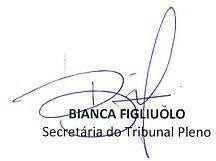 BIANCA FIGLIUOLO
Secretária do Tribunal Pleno